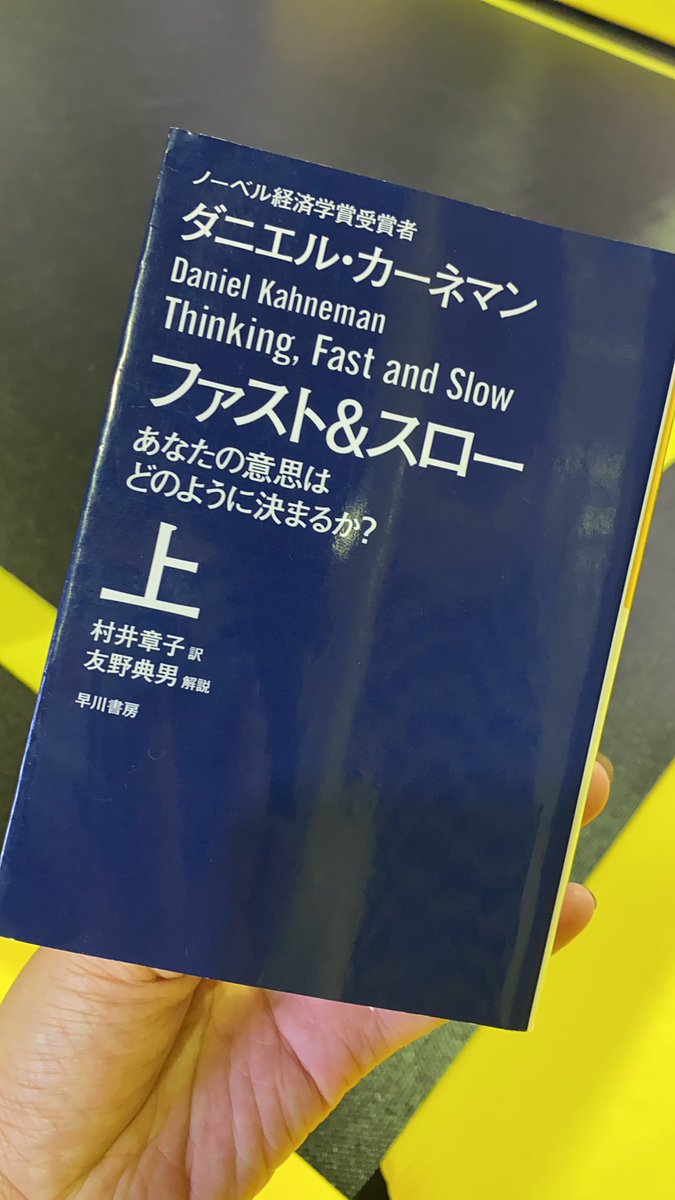 ノーベル経済学賞受賞者
ダニエル・カーネマン
Daniel Kahneman
Thinking, Fast and Slow
ファスト&スロー
あなたの意思は
どのように決まるか?
上
村井章子 訳
友野典男 解説
早川書房